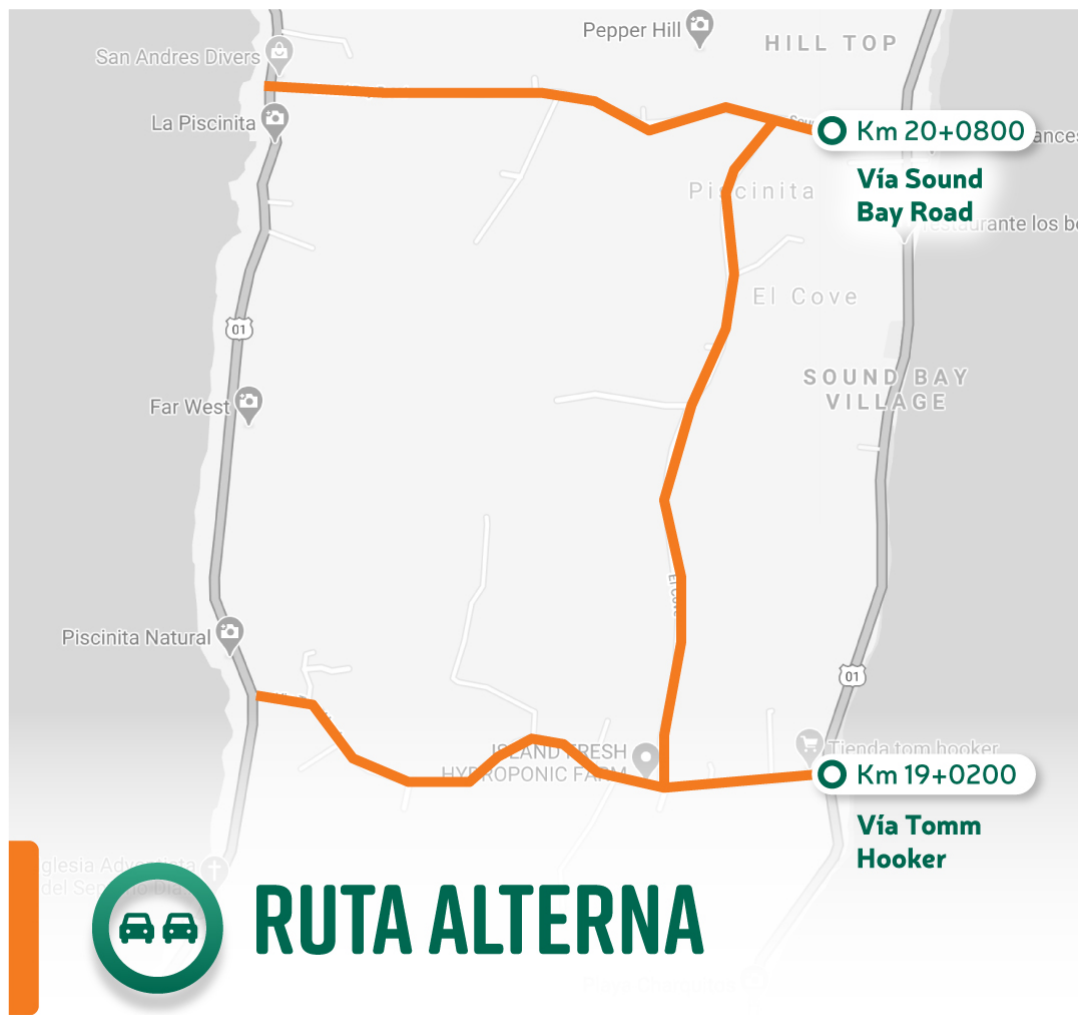 Pepper Hill
HILL TOP
San Andres Divers
La Piscinita
Km 20+0800
Vía Sound
Bay Road
Piscinita
El Cove
01
SOUND BAY
VILLAGE
Far West
Piscinita Natural
01
ISLAND FRESH
HYDROPONIC FARM
Tienda tom hooker
Km 19+0200
Vía Tomm
Hooker
RUTA ALTERNA